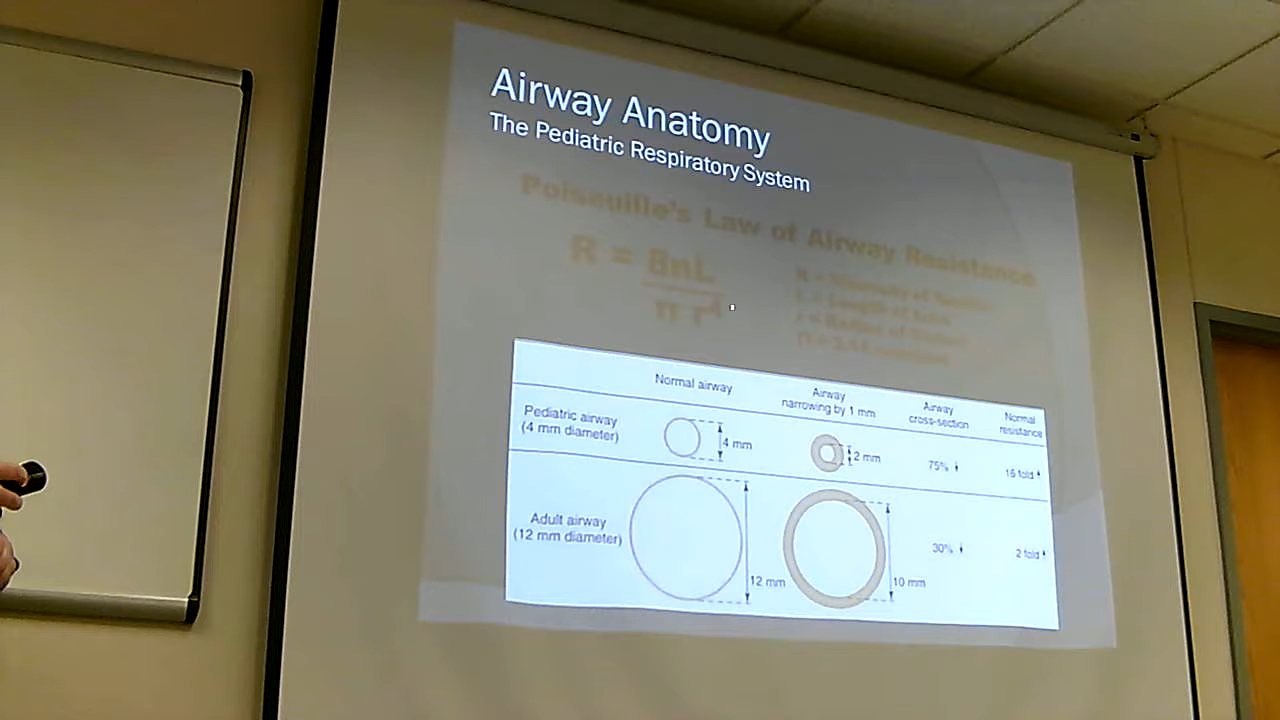 Airway Anatomy
The Pediatric Respiratory System
Poiseuille's Law of Airway Resistance
R = 8nL
π r⁴
Normal airway
Airway
narrowing by 1 mm
Airway
cross-section
Normal
resistance
Pediatric airway
(4 mm diameter)
4 mm
2 mm
75% ↓
16 fold ↑
Adult airway
(12 mm diameter)
12 mm
10 mm
30% ↓
2 fold ↑